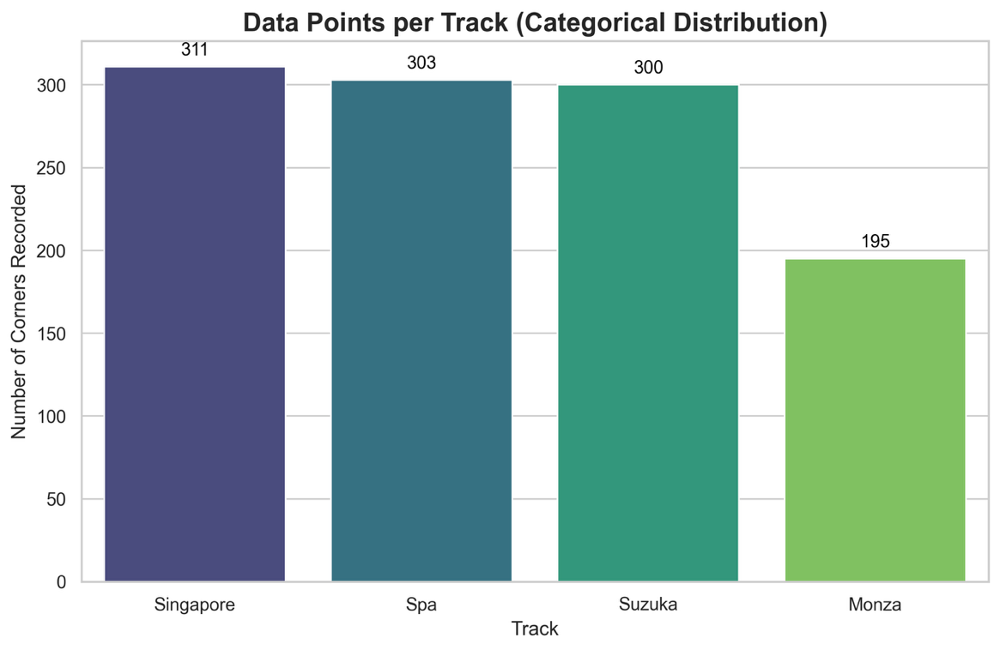 Data Points per Track (Categorical Distribution)
311
303
300
195
300
250
200
150
100
50
0
Number of Corners Recorded
Singapore
Spa
Suzuka
Monza
Track